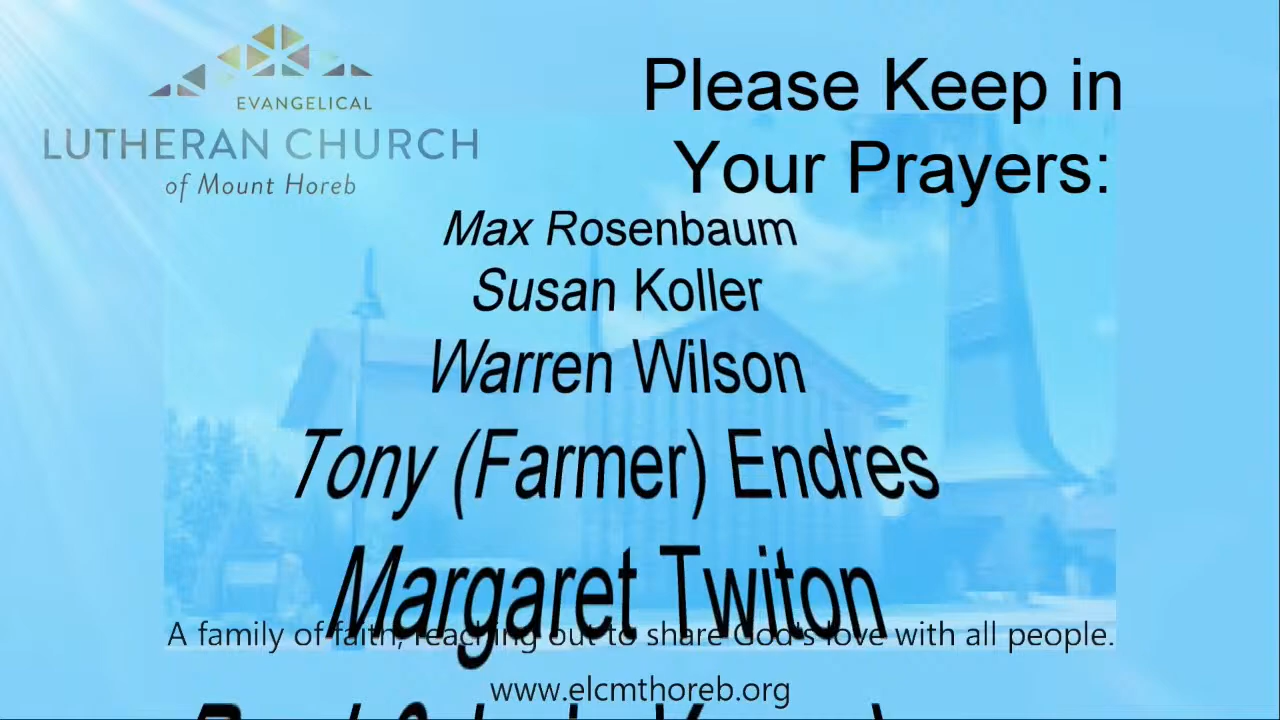 EVANGELICAL
LUTHERAN CHURCH
of Mount Horeb
Please Keep in
Your Prayers:
Max Rosenbaum
Susan Koller
Warren Wilson
Tony (Farmer) Endres
Margaret Twiton
A family of faith, reaching out to share God's love with all people.
www.elcmthoreb.org